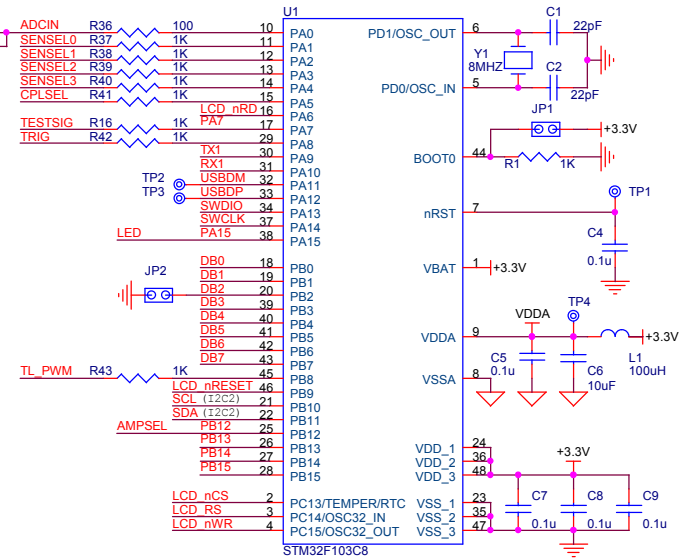 U1
ADCIN R36 100 10 PA0 PD1/OSC_OUT 6 C1 22pF
SENSEL0 R37 1K 11 PA1
SENSEL1 R38 1K 12 PA2 Y1
SENSEL2 R39 1K 13 PA3 8MHZ
SENSEL3 R40 1K 14 PA4 PD0/OSC_IN 5 C2
CPLSEL R41 1K 15 PA5 22pF
LCD_nRD 16 PA6 JP1
TESTSIG R16 1K PA7 17 PA7 +3.3V
TRIG R42 1K 29 PA8
TX1 30 PA9 BOOT0 44 R1 1K
RX1 31 PA10
TP2 USBDM 32 PA11
TP3 USBDP 33 PA12 TP1
SWDIO 34 PA13 nRST 7
SWCLK 37 PA14
LED PA15 38 PA15 C4
0.1u
DB0 18 PB0 VBAT 1 +3.3V
JP2 DB1 19 PB1
DB2 20 PB2
DB3 39 PB3 TP4
DB4 40 PB4 VDDA
DB5 41 PB5 VDDA 9 +3.3V
DB6 42 PB6 C5 L1
DB7 43 PB7 0.1u C6 100uH
TL_PWM R43 1K 45 PB8 VSSA 8 10uF
LCD_nRESET 46 PB9
SCL (I2C2) 21 PB10
SDA (I2C2) 22 PB11
AMPSEL PB12 25 PB12
PB13 26 PB13 VDD_1 24
PB14 27 PB14 VDD_2 36 +3.3V
PB15 28 PB15 VDD_3 48
LCD_nCS 2 PC13/TEMPER/RTC VSS_1 23 C7 C8 C9
LCD_RS 3 PC14/OSC32_IN VSS_2 35
LCD_nWR 4 PC15/OSC32_OUT VSS_3 47 0.1u 0.1u 0.1u
STM32F103C8